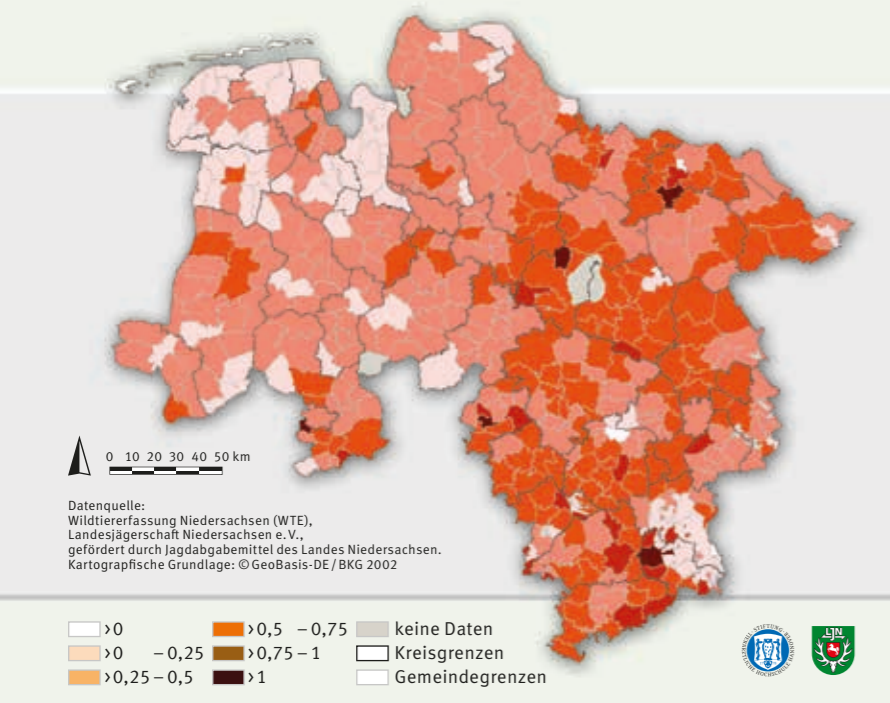 0 10 20 30 40 50 km
Datenquelle:
Wildtiererfassung Niedersachsen (WTE),
Landesjägerschaft Niedersachsen e. V.,
gefördert durch Jagdabgabemittel des Landes Niedersachsen.
Kartografische Grundlage: © GeoBasis-DE / BKG 2002
>0
>0 – 0,25
>0,25 – 0,5
>0,5 – 0,75
>0,75 – 1
>1
keine Daten
Kreisgrenzen
Gemeindegrenzen
LJN